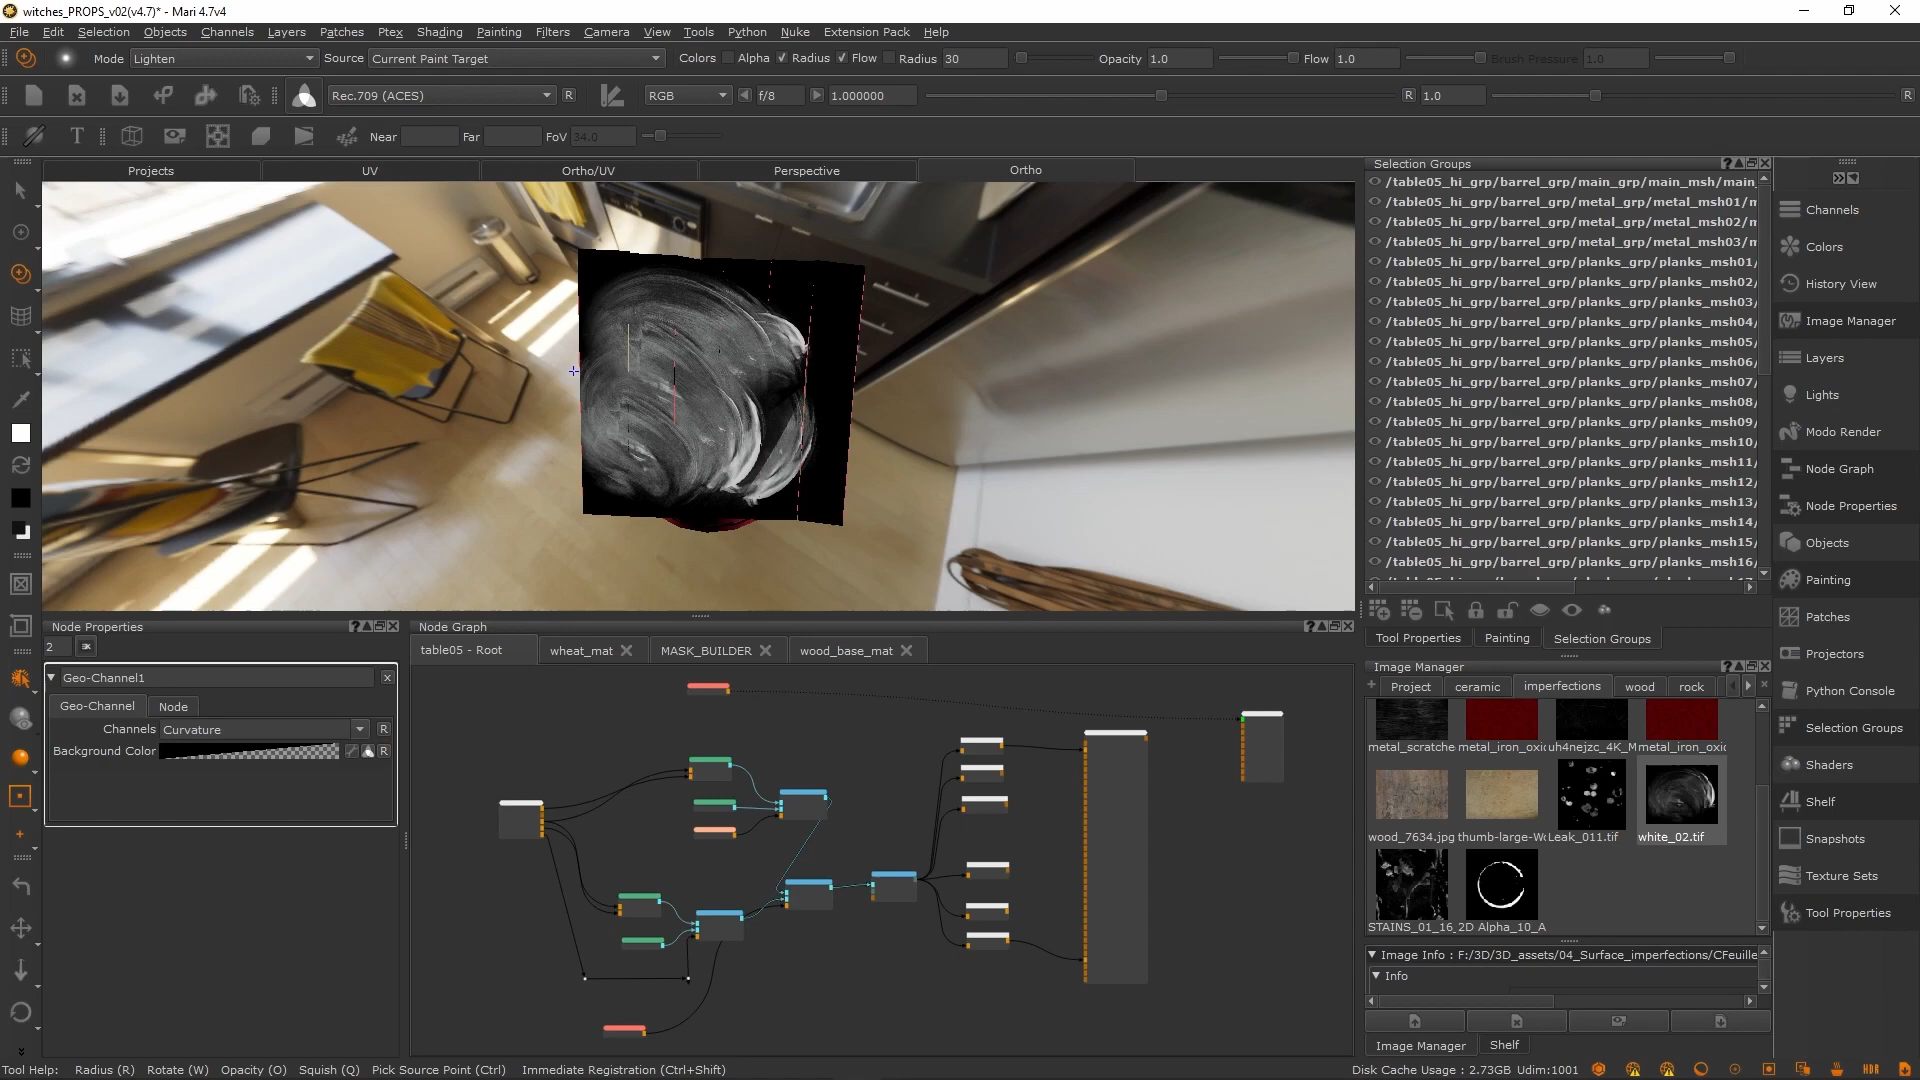 witches_PROPS_v02(v4.7)* - Mari 4.7v4
File Edit Selection Objects Channels Layers Patches Ptex Shading Painting Filters Camera View Tools Python Nuke Extension Pack Help
Mode Lighten Source Current Paint Target Colors Alpha Radius Flow Radius 30 Opacity 1.0 Flow 1.0 Brush Pressure 1.0
Rec.709 (ACES) R RGB f/8 1.000000 R 1.0 R
T Near Far FoV 34.0
Projects UV Ortho/UV Perspective Ortho
Selection Groups
/table05_hi_grp/barrel_grp/main_grp/main_msh/main_
/table05_hi_grp/barrel_grp/metal_grp/metal_msh01/m
/table05_hi_grp/barrel_grp/metal_grp/metal_msh02/m
/table05_hi_grp/barrel_grp/metal_grp/metal_msh03/m
/table05_hi_grp/barrel_grp/planks_grp/planks_msh01/
/table05_hi_grp/barrel_grp/planks_grp/planks_msh02/
/table05_hi_grp/barrel_grp/planks_grp/planks_msh03/
/table05_hi_grp/barrel_grp/planks_grp/planks_msh04/
/table05_hi_grp/barrel_grp/planks_grp/planks_msh05/
/table05_hi_grp/barrel_grp/planks_grp/planks_msh06/
/table05_hi_grp/barrel_grp/planks_grp/planks_msh07/
/table05_hi_grp/barrel_grp/planks_grp/planks_msh08/
/table05_hi_grp/barrel_grp/planks_grp/planks_msh09/
/table05_hi_grp/barrel_grp/planks_grp/planks_msh10/
/table05_hi_grp/barrel_grp/planks_grp/planks_msh11/
/table05_hi_grp/barrel_grp/planks_grp/planks_msh12/
/table05_hi_grp/barrel_grp/planks_grp/planks_msh13/
/table05_hi_grp/barrel_grp/planks_grp/planks_msh14/
/table05_hi_grp/barrel_grp/planks_grp/planks_msh15/
/table05_hi_grp/barrel_grp/planks_grp/planks_msh16/
Tool Properties Painting Selection Groups
Channels
Colors
History View
Image Manager
Layers
Lights
Modo Render
Node Graph
Node Properties
Objects
Painting
Patches
Projectors
Python Console
Selection Groups
Shaders
Shelf
Snapshots
Texture Sets
Tool Properties
Node Properties
2
Geo-Channel1
Geo-Channel Node
Channels Curvature R
Background Color R
Node Graph
table05 - Root wheat_mat MASK_BUILDER wood_base_mat
Image Manager
Project ceramic imperfections wood rock
metal_scratche metal_iron_oxi uh4nejzc_4K_M metal_iron_oxi
wood_7634.jpg thumb-large-Wo Leak_011.tif white_02.tif
STAINS_01_16_2D Alpha_10_A
Image Info : F:/3D/3D_assets/04_Surface_imperfections/CFeuille
Info
Image Manager Shelf
Tool Help: Radius (R) Rotate (W) Opacity (O) Squish (Q) Pick Source Point (Ctrl) Immediate Registration (Ctrl+Shift)
Disk Cache Usage : 2.73GB Udim:1001 HDR